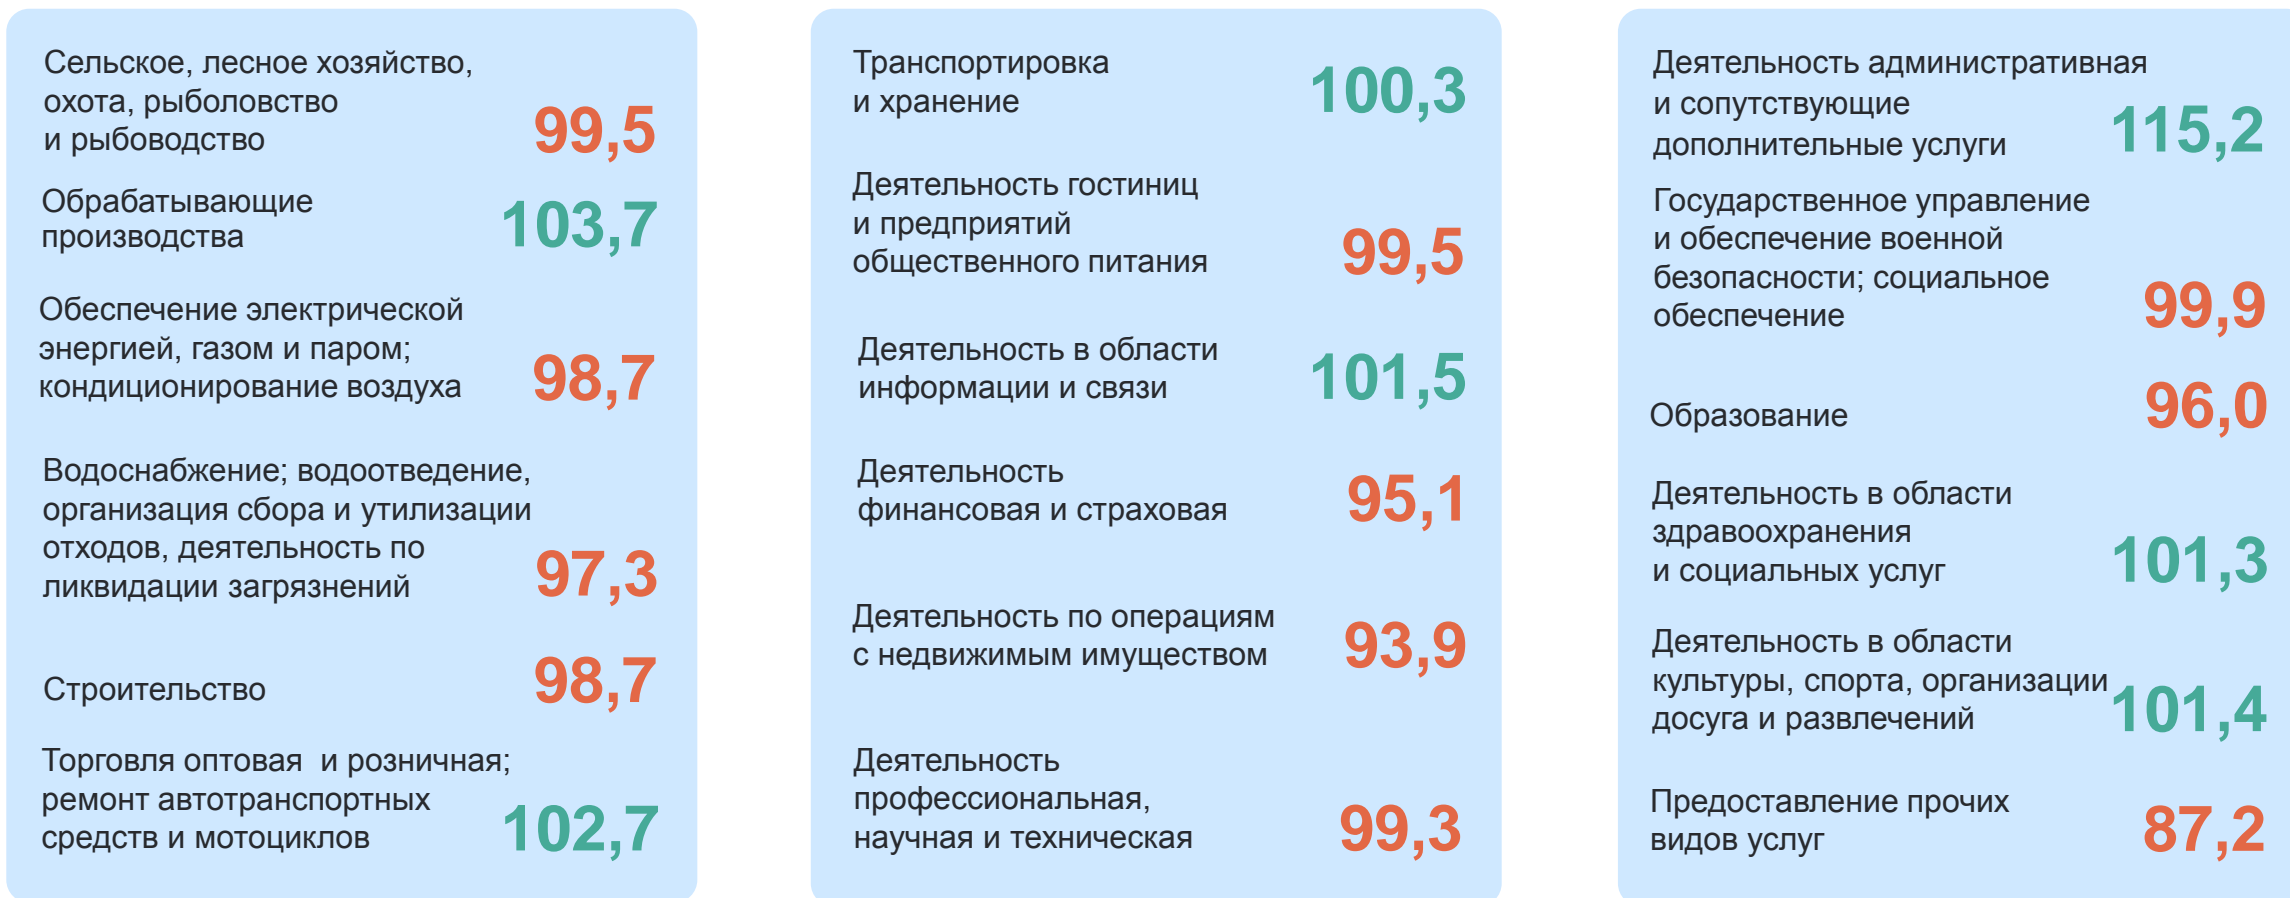 Сельское, лесное хозяйство,
охота, рыболовство
и рыбоводство
99,5
Обрабатывающие
производства
103,7
Обеспечение электрической
энергией, газом и паром;
кондиционирование воздуха
98,7
Водоснабжение; водоотведение,
организация сбора и утилизации
отходов, деятельность по
ликвидации загрязнений
97,3
Строительство
98,7
Торговля оптовая  и розничная;
ремонт автотранспортных
средств и мотоциклов
102,7
Транспортировка
и хранение
100,3
Деятельность гостиниц
и предприятий
общественного питания
99,5
Деятельность в области
информации и связи
101,5
Деятельность
финансовая и страховая
95,1
Деятельность по операциям
с недвижимым имуществом
93,9
Деятельность
профессиональная,
научная и техническая
99,3
Деятельность административная
и сопутствующие
дополнительные услуги
115,2
Государственное управление
и обеспечение военной
безопасности; социальное
обеспечение
99,9
Образование
96,0
Деятельность в области
здравоохранения
и социальных услуг
101,3
Деятельность в области
культуры, спорта, организации
досуга и развлечений
101,4
Предоставление прочих
видов услуг
87,2